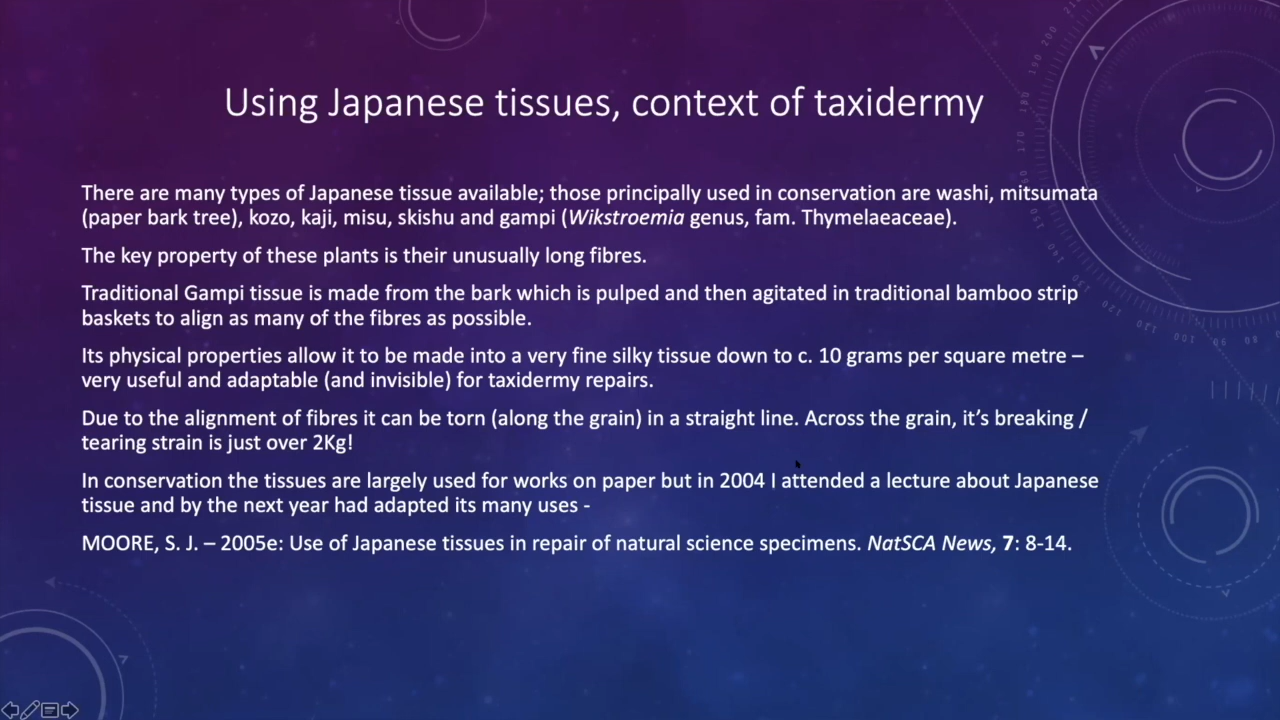 Using Japanese tissues, context of taxidermy
There are many types of Japanese tissue available; those principally used in conservation are washi, mitsumata
(paper bark tree), kozo, kaji, misu, skishu and gampi (Wikstroemia genus, fam. Thymelaeaceae).
The key property of these plants is their unusually long fibres.
Traditional Gampi tissue is made from the bark which is pulped and then agitated in traditional bamboo strip
baskets to align as many of the fibres as possible.
Its physical properties allow it to be made into a very fine silky tissue down to c. 10 grams per square metre –
very useful and adaptable (and invisible) for taxidermy repairs.
Due to the alignment of fibres it can be torn (along the grain) in a straight line. Across the grain, it’s breaking /
tearing strain is just over 2Kg!
In conservation the tissues are largely used for works on paper but in 2004 I attended a lecture about Japanese
tissue and by the next year had adapted its many uses -
MOORE, S. J. – 2005e: Use of Japanese tissues in repair of natural science specimens. NatSCA News, 7: 8-14.